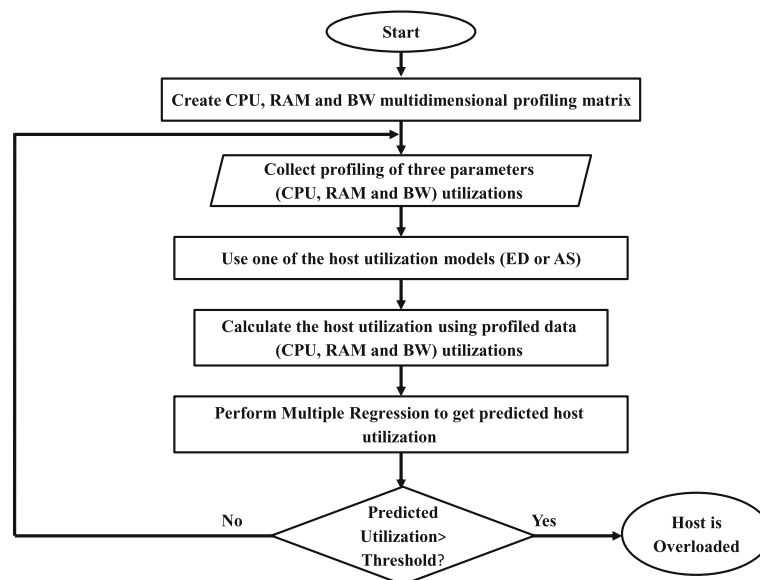 Start
Create CPU, RAM and BW multidimensional profiling matrix
Collect profiling of three parameters
(CPU, RAM and BW) utilizations
Use one of the host utilization models (ED or AS)
Calculate the host utilization using profiled data
(CPU, RAM and BW) utilizations
Perform Multiple Regression to get predicted host
utilization
Predicted
Utilization>
Threshold?
No
Yes
Host is
Overloaded